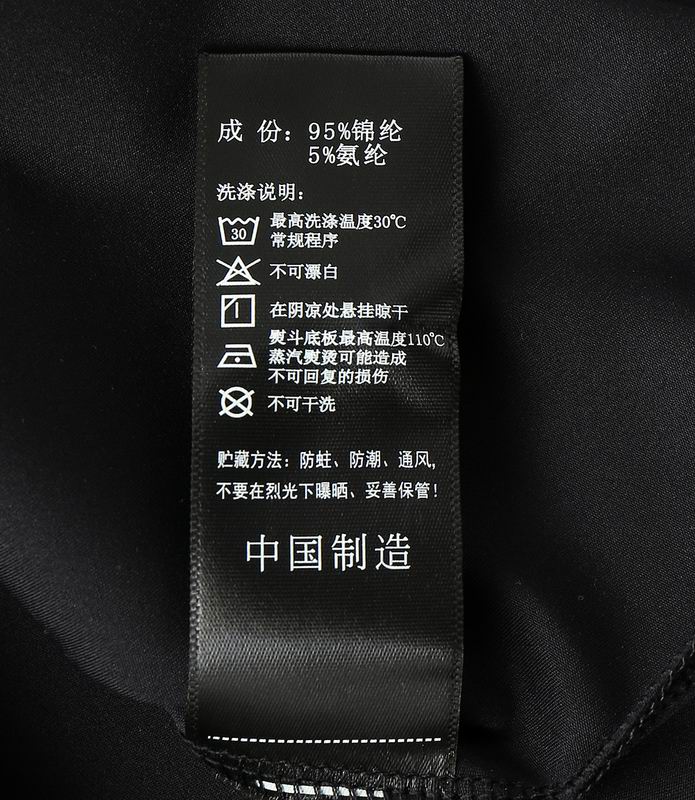 成 份：95%锦纶
5%氨纶
洗涤说明：
30
最高洗涤温度30℃
常规程序
不可漂白
在阴凉处悬挂晾干
熨斗底板最高温度110℃
蒸汽熨烫可能造成
不可回复的损伤
不可干洗
贮藏方法：防蛀、防潮、通风，
不要在烈光下曝晒、妥善保管！
中国制造